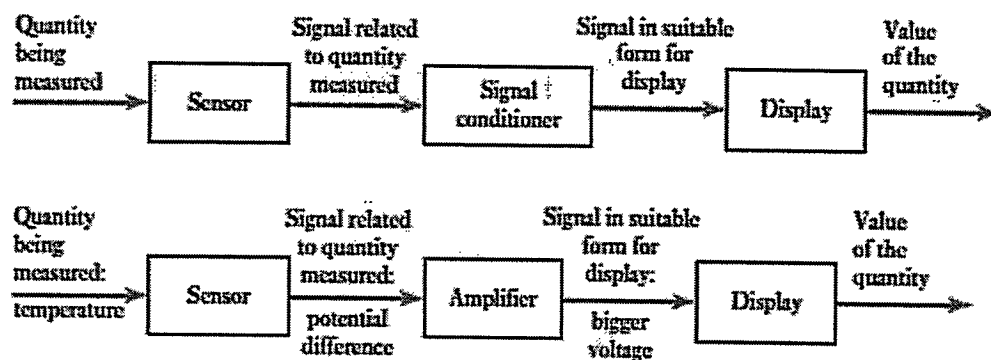 Quantity
being
measured
Sensor
Signal related
to quantity
measured
Signal
conditioner
Signal in suitable
form for
display
Display
Value
of the
quantity
Quantity
being
measured:
temperature
Sensor
Signal related
to quantity
measured:
potential
difference
Amplifier
Signal in suitable
form for
display:
bigger
voltage
Display
Value
of the
quantity